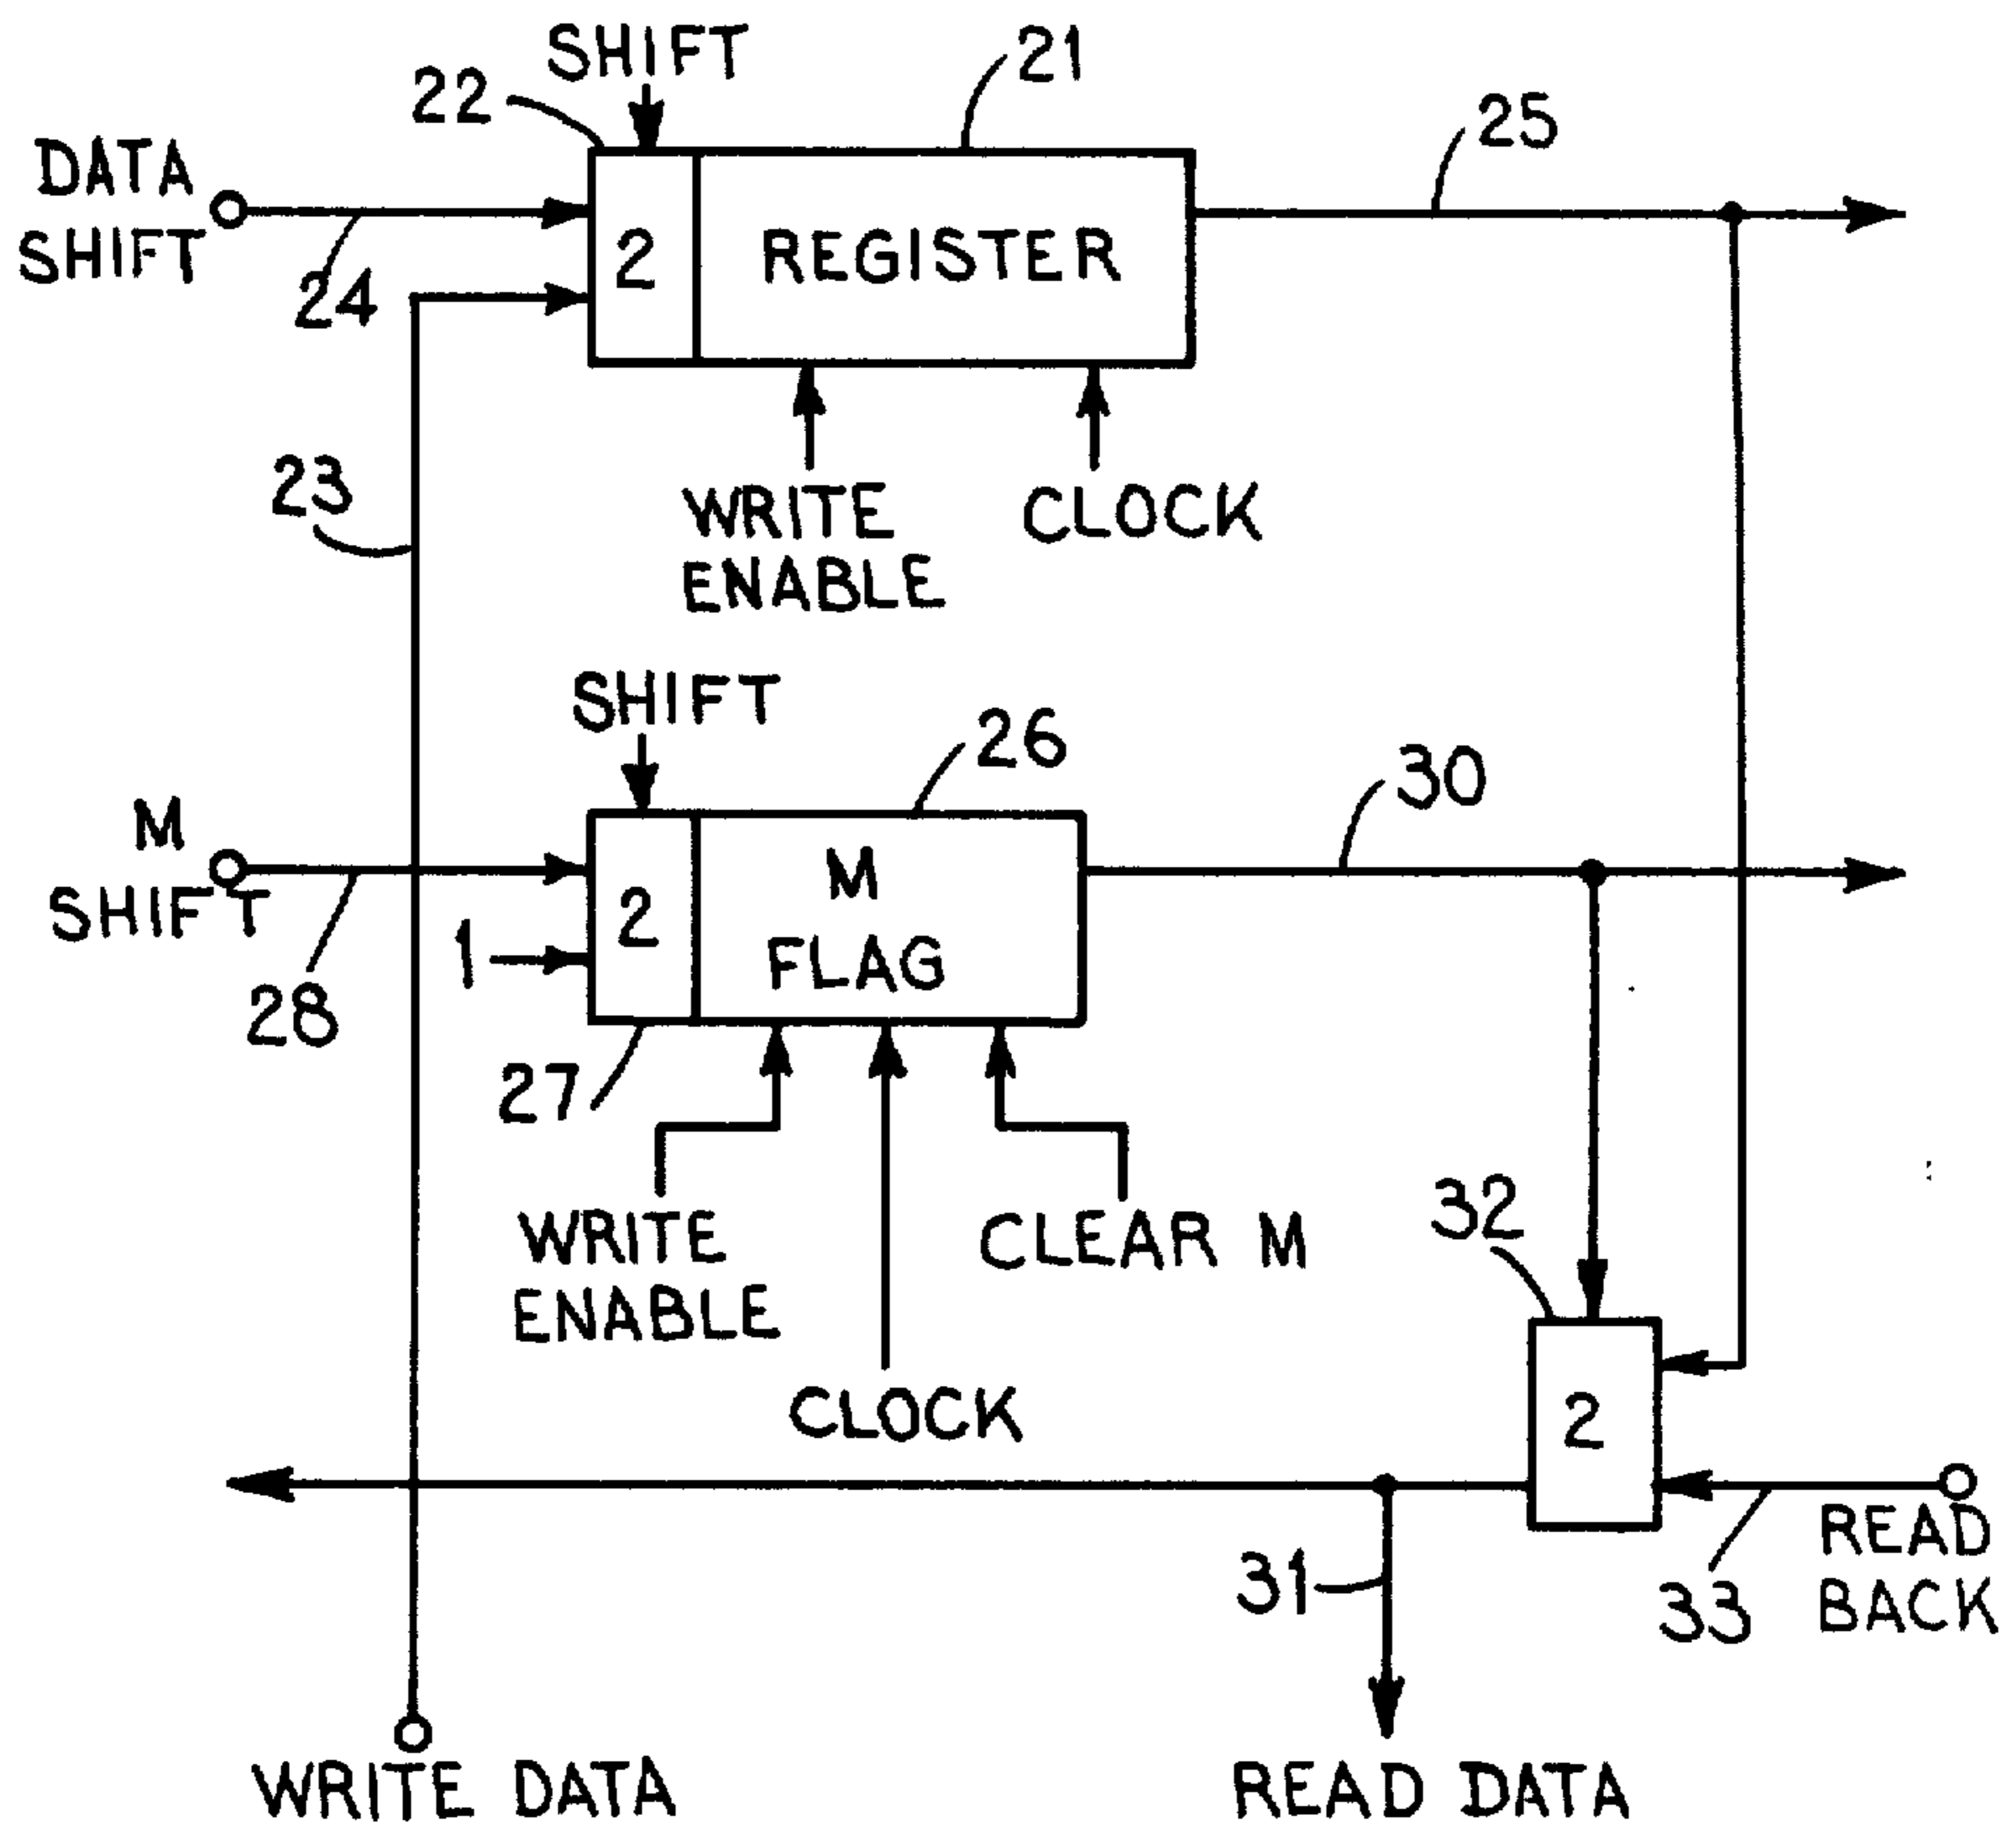 SHIFT
21
22
25
DATA
SHIFT
24
2
REGISTER
23
WRITE
ENABLE
CLOCK
SHIFT
26
30
M
SHIFT
28
1
2
M
FLAG
27
WRITE
ENABLE
CLEAR M
CLOCK
32
2
31
33
READ
BACK
WRITE DATA
READ DATA